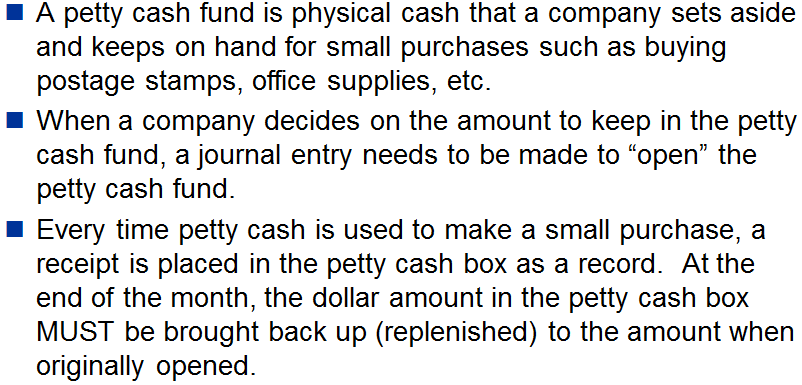 A petty cash fund is physical cash that a company sets aside
and keeps on hand for small purchases such as buying
postage stamps, office supplies, etc.
When a company decides on the amount to keep in the petty
cash fund, a journal entry needs to be made to “open” the
petty cash fund.
Every time petty cash is used to make a small purchase, a
receipt is placed in the petty cash box as a record.  At the
end of the month, the dollar amount in the petty cash box
MUST be brought back up (replenished) to the amount when
originally opened.